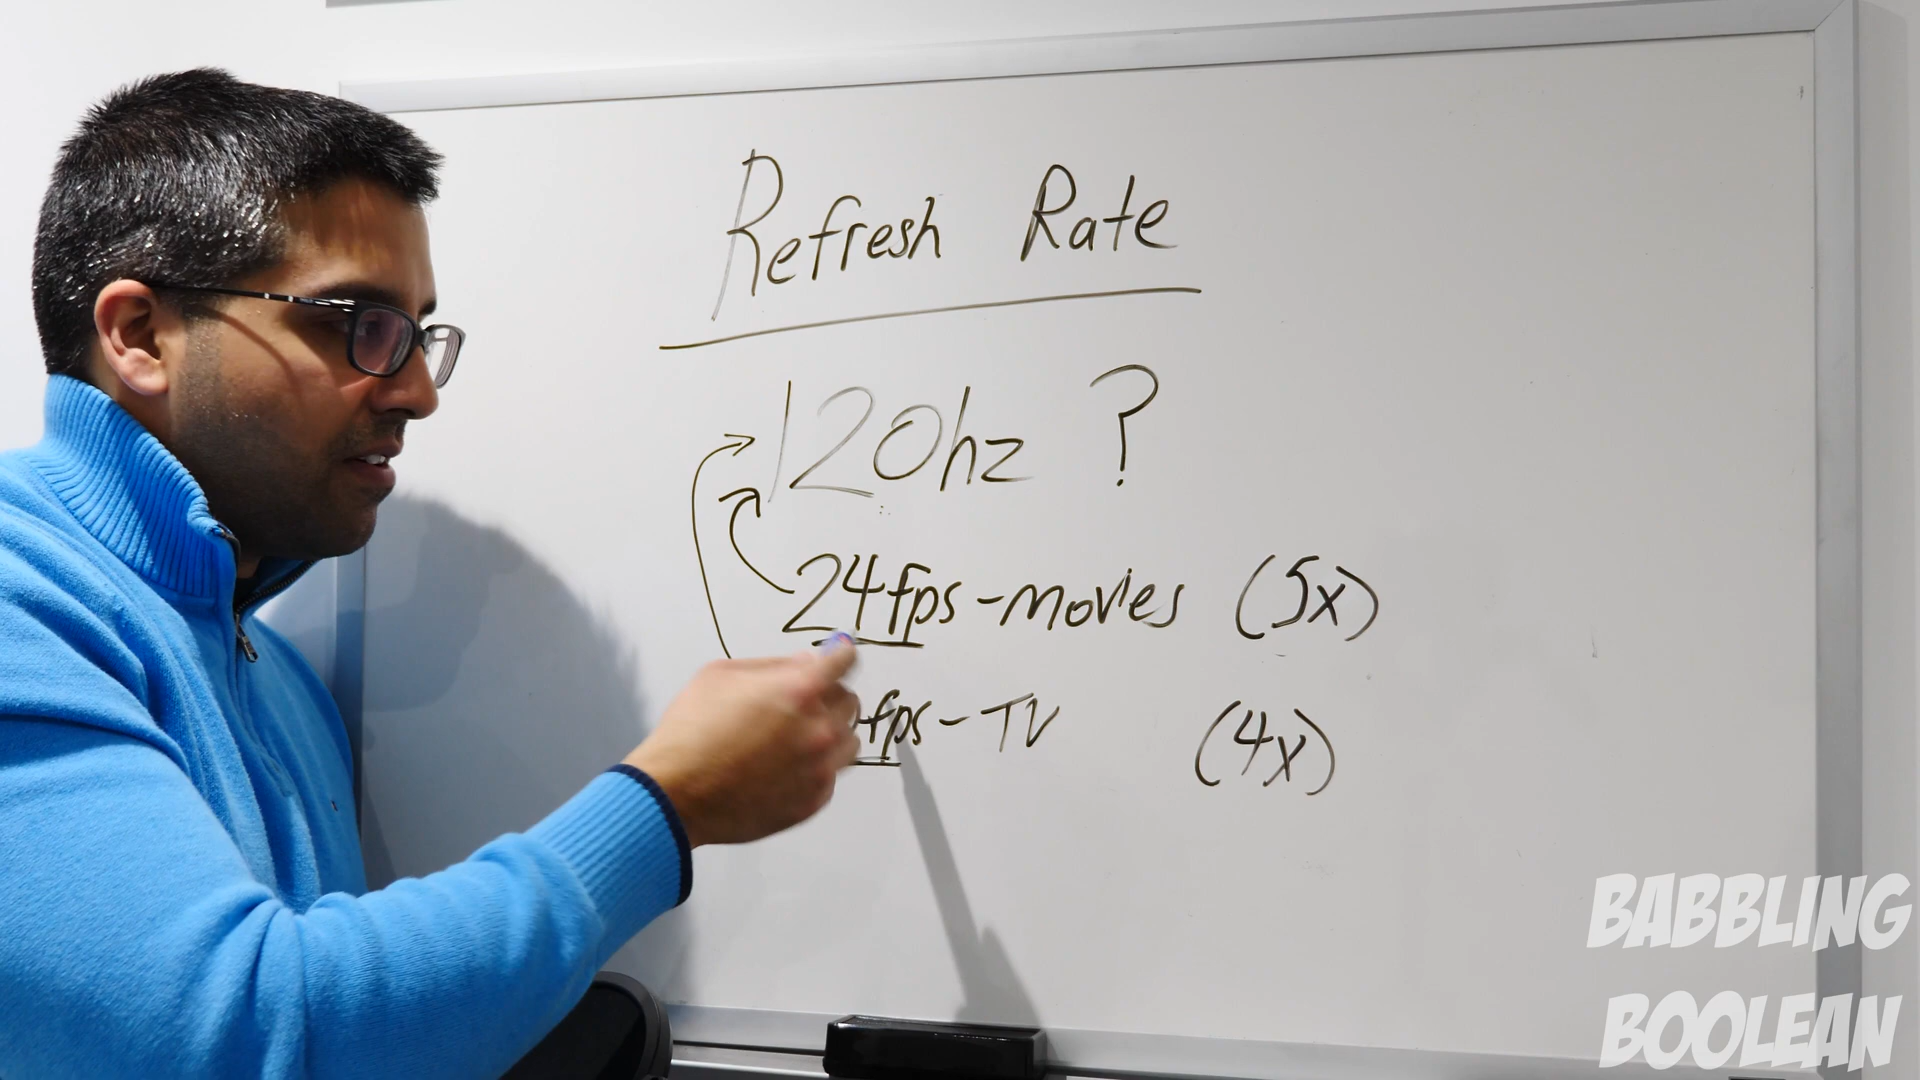 Refresh Rate
120hz ?
24fps-movies (5x)
fps-TV (4x)
BABBLING
BOOLEAN